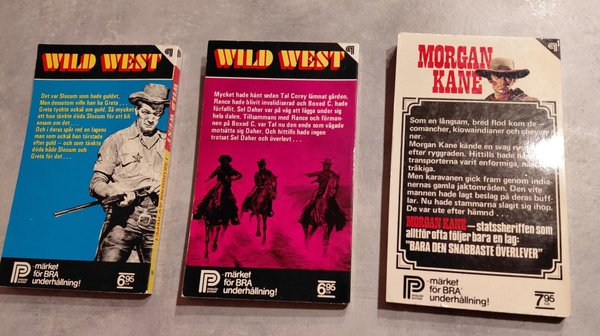 WILD WEST
Det var Slocum som hade guldet.
Men dessutom ville han ha Greta . . .
Greta tyckte också om guld. Så mycket
att hon tänkte döda Slocum för att bli
ensam om det . . .
Och i deras spår red en lagens
man som också kan törstade
efter guld – och som tänkte
döda både Slocum och
Greta för det . . .
WILD WEST
P
-märket
för BRA
underhållning!
6.95
WILD WEST
Mycket hade hänt sedan Tal Corey lämnat gården.
Rance hade blivit invalidiserad och Boxed C. hade
förfallit. Sel Daher var på väg att lägga under sig
hela dalen. Tillsammans med Rance och förman-
nen på Boxed C. var Tal nu den ende som vågade
motsätta sig Daher. Och hittills hade ingen
trotsat Sel Daher och överlevt . . .
P
-märket
för BRA
underhållning!
6.95
MORGAN
KANE
Som en långsam, bred flod kom de
comancher, kiowaindianer och cheyen-
ner.
Morgan Kane kände en svag rys
efter ryggraden. Hittills hade
transporterna varit enformiga,
tråkiga.
Men karavanen gick fram genom indian-
ernas gamla jaktområden. Den vite
mannen hade lagt beslag på deras buf-
flar. Nu hade stammarna slagit sig ihop.
De var ute efter hämnd . . .
MORGAN KANE – statssheriffen som
alltför ofta följer bara en lag:
"BARA DEN SNABBASTE ÖVERLEVER"
P
-märket
för BRA
underhållning!
7.95